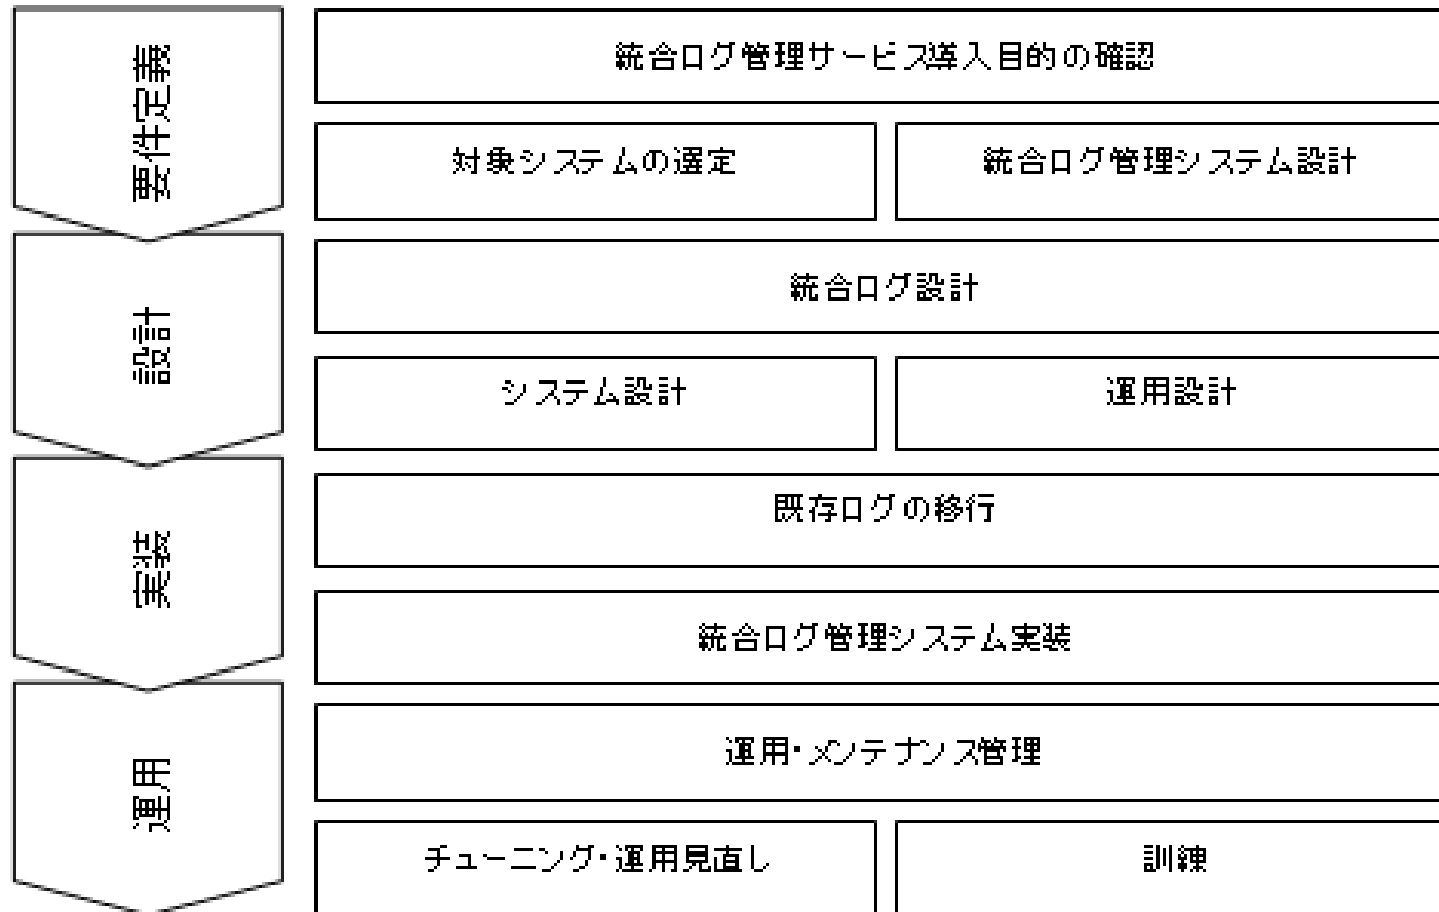 要件定義
統合ログ管理サービス導入目的の確認
対象システムの選定
統合ログ管理システム設計
設計
統合ログ設計
システム設計
運用設計
実装
既存ログの移行
統合ログ管理システム実装
運用
運用・メンテナンス管理
チューニング・運用見直し
訓練